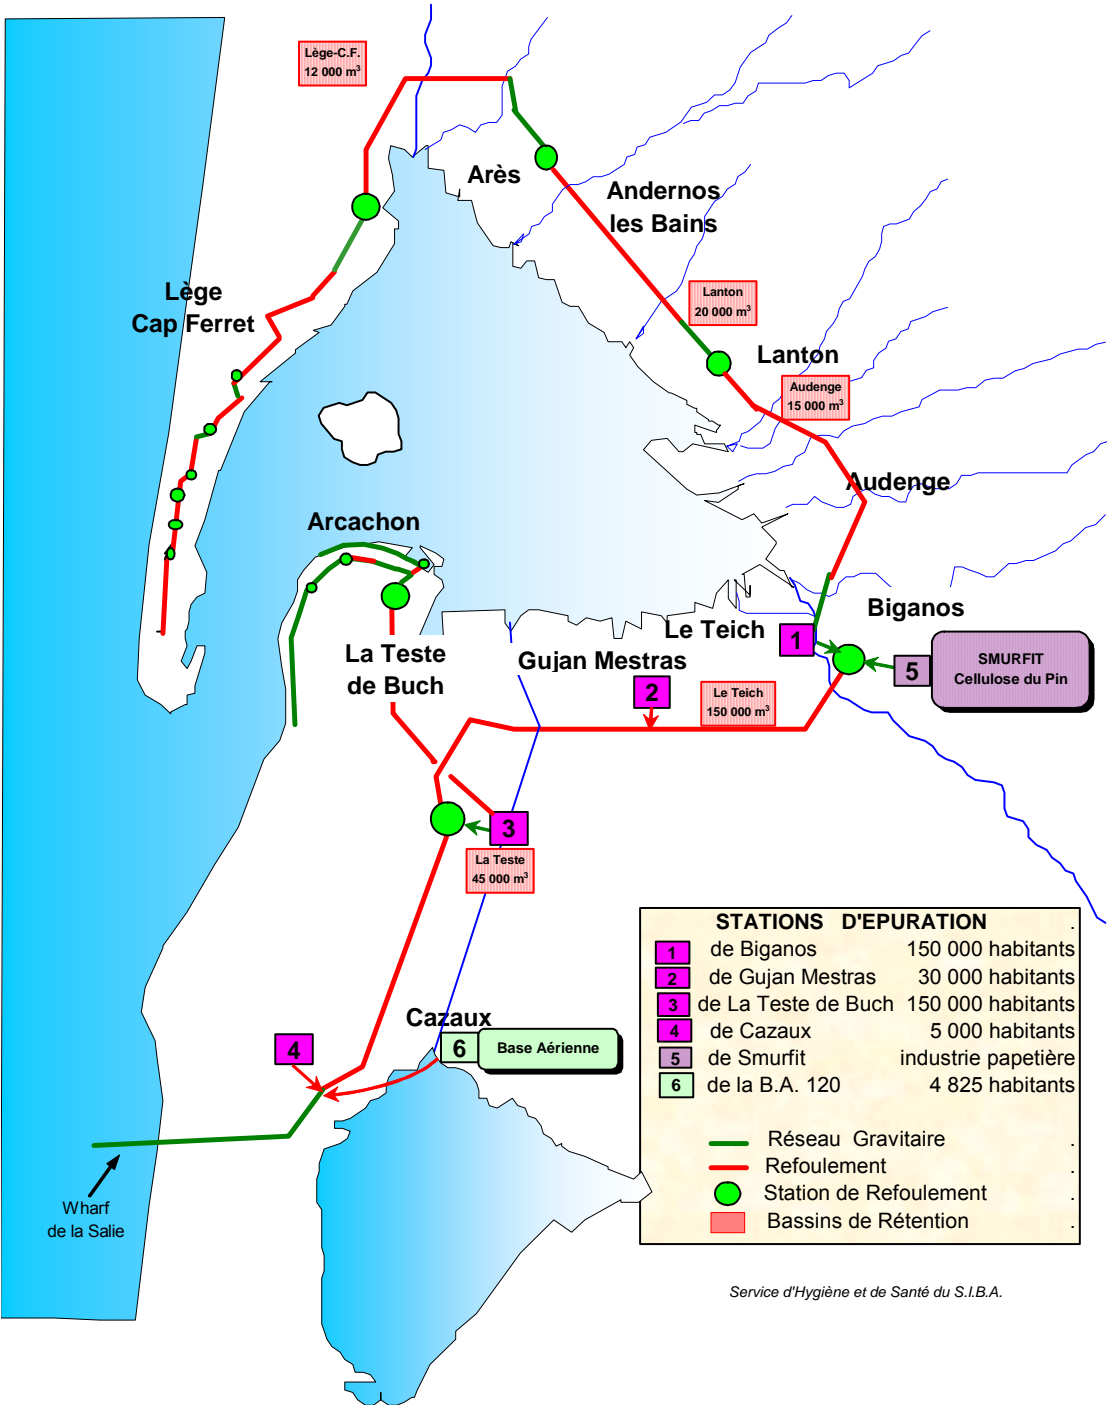 Lège-C.F.
12 000 m³
Arès
Andernos
les Bains
Lège
Cap Ferret
Lanton
20 000 m³
Lanton
Audenge
15 000 m³
Audenge
Arcachon
Biganos
Le Teich
1
SMURFIT
Cellulose du Pin
5
La Teste
de Buch
Gujan Mestras
2
Le Teich
150 000 m³
3
La Teste
45 000 m³
Cazaux
4
6
Base Aérienne
Wharf
de la Salie
STATIONS D'EPURATION .
1 de Biganos 150 000 habitants
2 de Gujan Mestras 30 000 habitants
3 de La Teste de Buch 150 000 habitants
4 de Cazaux 5 000 habitants
5 de Smurfit industrie papetière
6 de la B.A. 120 4 825 habitants
Réseau Gravitaire .
Refoulement .
Station de Refoulement .
Bassins de Rétention .
Service d'Hygiène et de Santé du S.I.B.A.